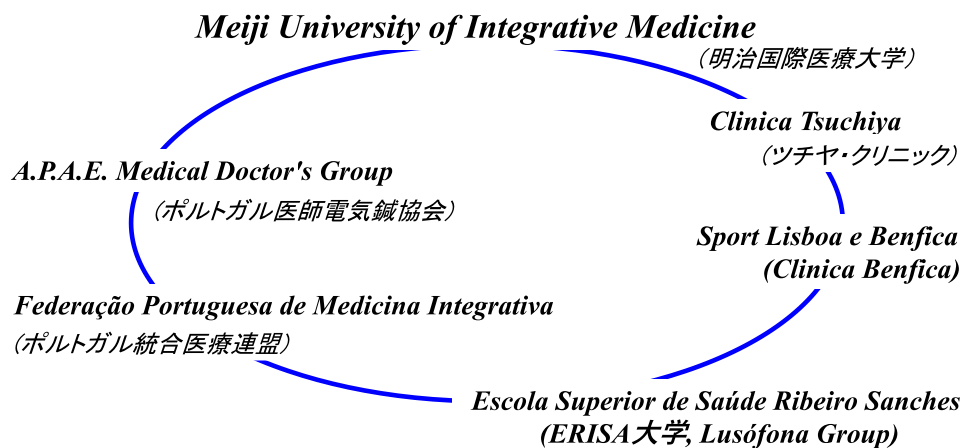 Meiji University of Integrative Medicine
（明治国際医療大学）
Clinica Tsuchiya
（ツチヤ・クリニック）
A.P.A.E. Medical Doctor's Group
（ポルトガル医師電気鍼協会）
Sport Lisboa e Benfica
(Clinica Benfica)
Federação Portuguesa de Medicina Integrativa
（ポルトガル統合医療連盟）
Escola Superior de Saúde Ribeiro Sanches
(ERISA大学, Lusófona Group)